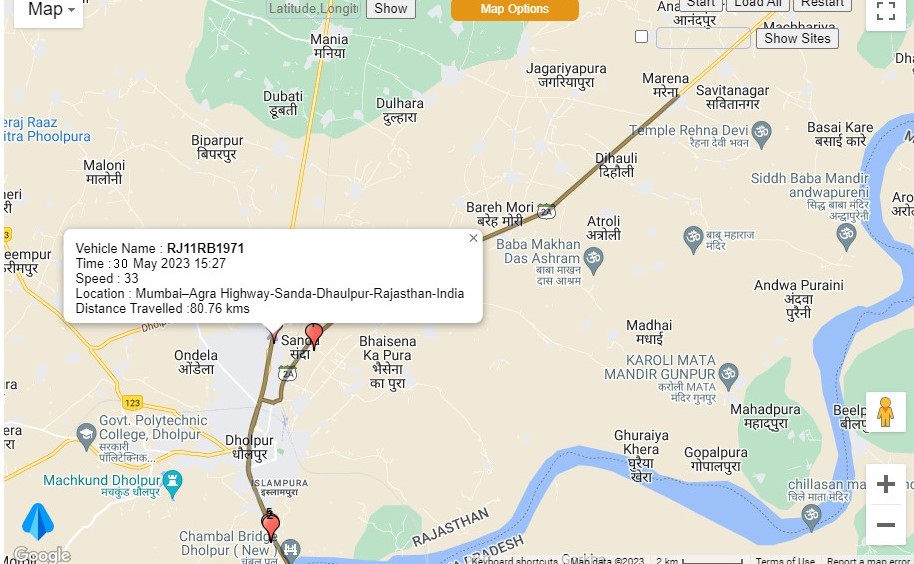 Map
Latitude,Longit
Show
Map Options
Start
Load All
Restart
Show Sites
Mania
मनिया
आनंदपुर
Machhariya
Jagariyapura
जगरियापुरा
Marena
मरेना
Savitanagar
सवितानगर
Dubati
डूबती
Dulhara
दुल्हारा
eraj Raaz
itra Phoolpura
Biparpur
बिपरपुर
Temple Rehna Devi
रैहना देवी भवन
Basai Kare
बसाई कारे
Maloni
मालोनी
Dihauli
दिहौली
Siddh Baba Mandir
andwapureni
सिद्ध बाबा मंदिर
अंद्वापुरेनी
Bareh Mori
बरेह मोरी
2A
Atroli
अत्रोली
बाबू महाराज
मंदिर
Baba Makhan
Das Ashram
बाबा माखन
दास आश्रम
Vehicle Name : RJ11RB1971
Time : 30 May 2023 15:27
Speed : 33
Location : Mumbai–Agra Highway-Sanda-Dhaulpur-Rajasthan-India
Distance Travelled :80.76 kms
Andwa Puraini
अंदवा
पुरैनी
Madhai
मधाई
Ondela
ओंडेला
संदा
2A
Bhaisena
Ka Pura
भैसेना
का पुरा
KAROLI MATA
MANDIR GUNPUR
करोली MATA
मंदिर गुनपुर
123
Mahadpura
महादपुरा
Govt. Polytechnic
College, Dholpur
सरकारी
पॉलिटेक्निक...
Dholpur
धौलपुर
Ghuraiya
Khera
घुरैया
खेरा
Gopalpura
गोपालपुरा
Machkund Dholpur
मचकुंड धौलपुर
ISLAMPURA
इस्लामपुरा
चिले माता मंदिर
Chambal Bridge
Dholpur ( New )
चंबल पुल
RAJASTHAN
Google
Keyboard shortcuts
Map data ©2023
2 km
Terms of Use
Report a map error